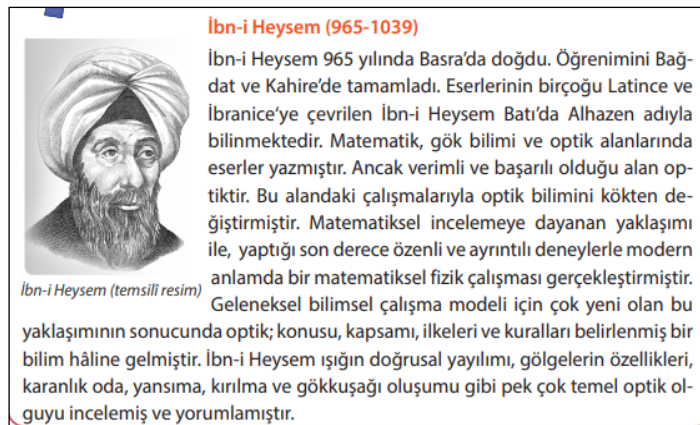 İbn-i Heysem (965-1039)
İbn-i Heysem 965 yılında Basra’da doğdu. Öğrenimini Bağ-
dat ve Kahire’de tamamladı. Eserlerinin birçoğu Latince ve
İbranice‘ye çevrilen İbn-i Heysem Batı’da Alhazen adıyla
bilinmektedir. Matematik, gök bilimi ve optik alanlarında
eserler yazmıştır. Ancak verimli ve başarılı olduğu alan op-
tiktir. Bu alandaki çalışmalarıyla optik bilimini kökten de-
ğiştirmiştir. Matematiksel incelemeye dayanan yaklaşımı
ile, yaptığı son derece özenli ve ayrıntılı deneylerle modern
anlamda bir matematiksel fizik çalışması gerçekleştirmiştir.
İbn-i Heysem (temsilî resim)
Geleneksel bilimsel çalışma modeli için çok yeni olan bu
yaklaşımının sonucunda optik; konusu, kapsamı, ilkeleri ve kuralları belirlenmiş bir
bilim hâline gelmiştir. İbn-i Heysem ışığın doğrusal yayılımı, gölgelerin özellikleri,
karanlık oda, yansıma, kırılma ve gökkuşağı oluşumu gibi pek çok temel optik ol-
guyu incelemiş ve yorumlamıştır.